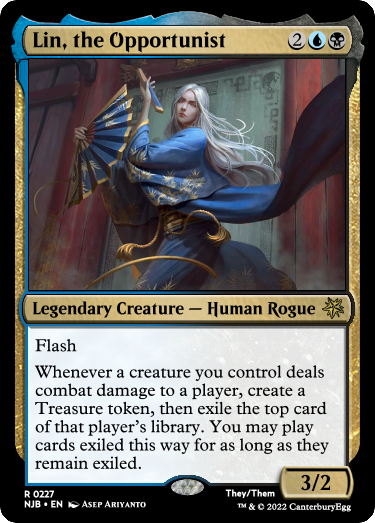 Lin, the Opportunist 2
Legendary Creature — Human Rogue
Flash
Whenever a creature you control deals
combat damage to a player, create a
Treasure token, then exile the top card
of that player's library. You may play
cards exiled this way for as long as they
remain exiled.
3/2
R 0227
They/Them
NJB • EN Asep Ariyanto
™ & © 2022 CanterburyEgg